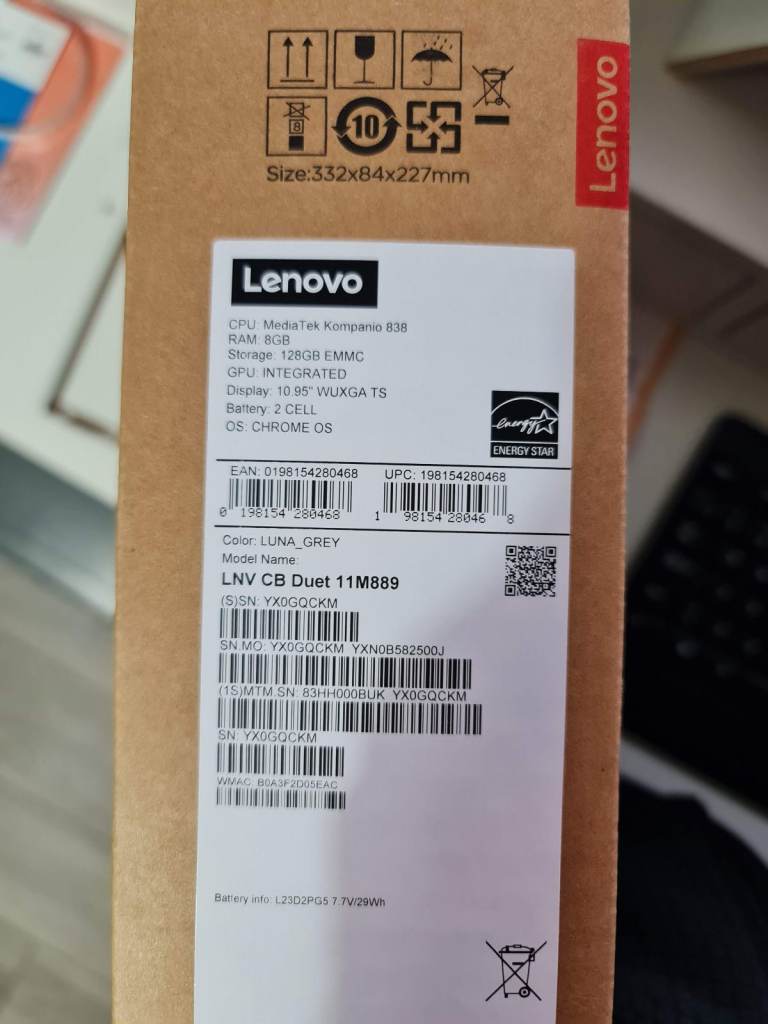 8
10
Size:332x84x227mm
Lenovo
Lenovo
CPU: MediaTek Kompanio 838
RAM: 8GB
Storage: 128GB EMMC
GPU: INTEGRATED
Display: 10.95" WUXGA TS
Battery: 2 CELL
OS: CHROME OS
energy
ENERGY STAR
EAN: 0198154280468 UPC: 198154280468
0 198154 280468 1 98154 28046 8
Color: LUNA_GREY
Model Name:
LNV CB Duet 11M889
(S)SN: YX0GQCKM
SN.MO: YX0GQCKM YXN0B582500J
(1S)MTM.SN: 83HH000BUK YX0GQCKM
SN: YX0GQCKM
WMAC: B0A3F2D05EAC
Battery info: L23D2PG5 7.7V/29Wh